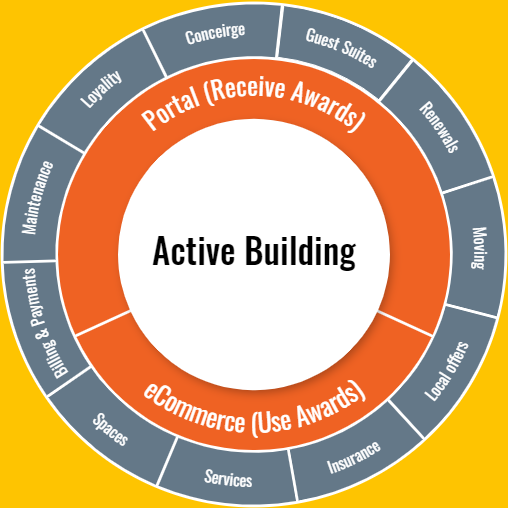 Conceirge
Guest Suites
Renewals
Moving
Local offers
Insurance
Services
Spaces
Billing & Payments
Maintenance
Loyality
Portal (Receive Awards)
Active Building
eCommerce (Use Awards)